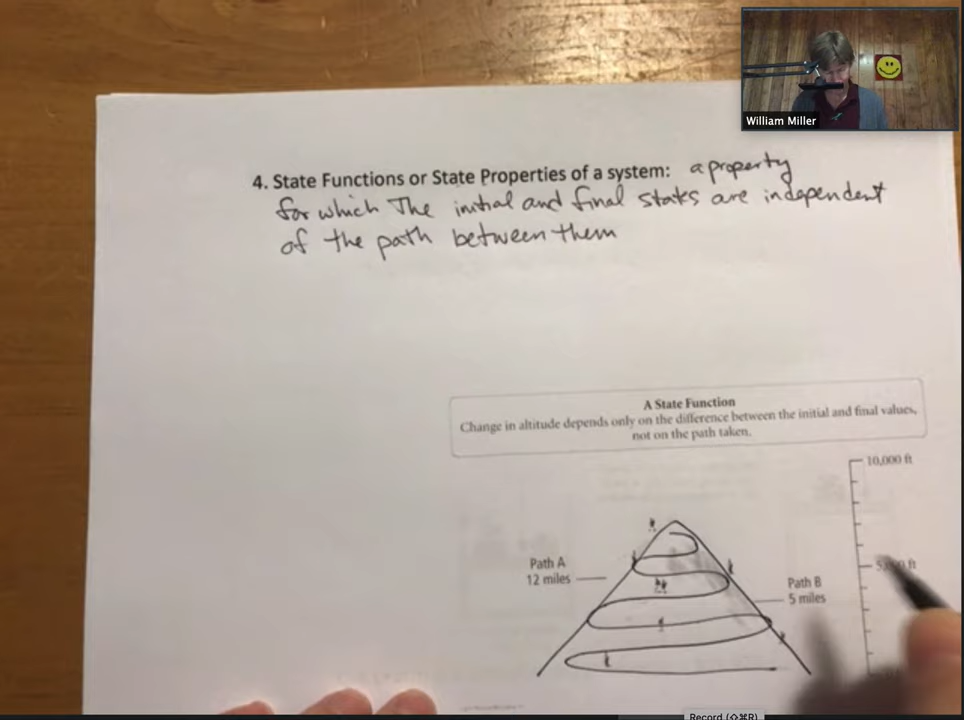 William Miller
4. State Functions or State Properties of a system: a property
for which The initial and final states are independent
of the path between them
A State Function
Change in altitude depends only on the difference between the initial and final values,
not on the path taken.
10,000 ft
Path A
12 miles
ft
Path B
5 miles
Record (⇧⌘R)